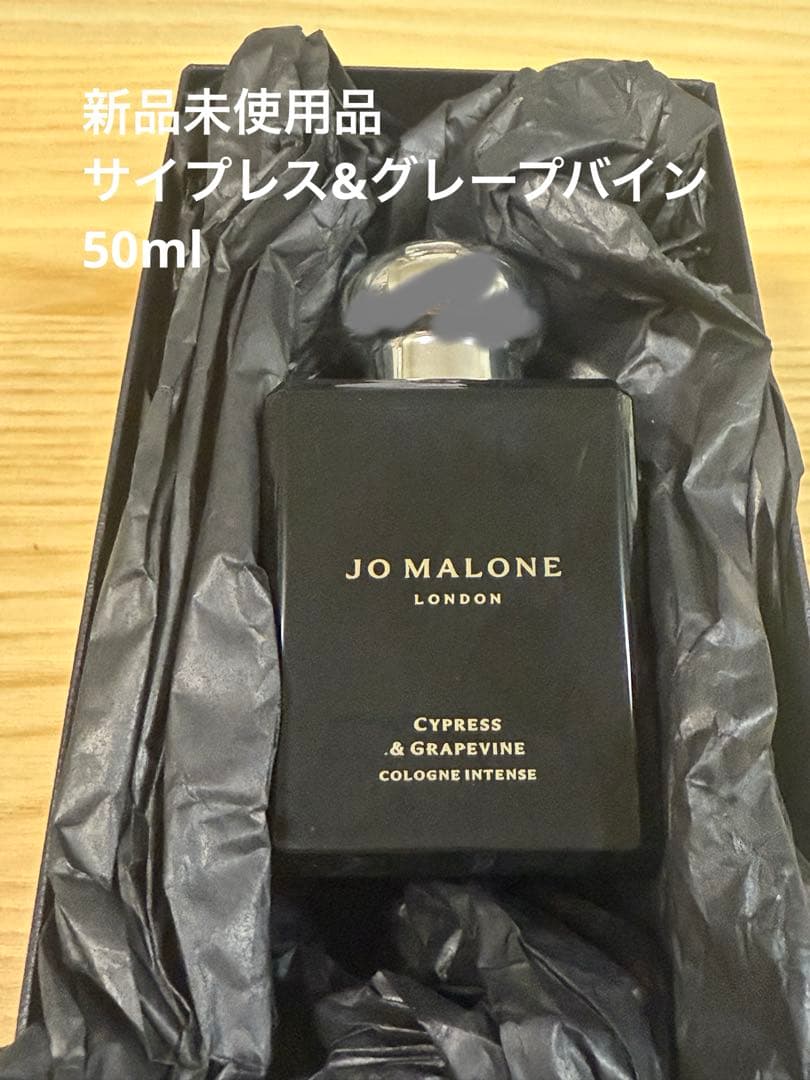 新品未使用品
サイプレス&グレープバイン
50ml
JO MALONE
LONDON
CYPRESS
& GRAPEVINE
COLOGNE INTENSE